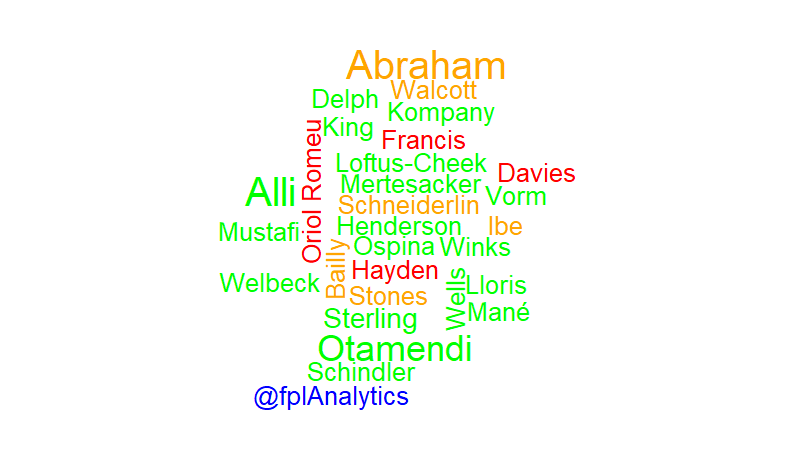 Abraham
Walcott
Delph
Kompany
King
Francis
Oriol Romeu
Loftus-Cheek
Davies
Alli
Mertesacker
Vorm
Schneiderlin
Mustafi
Henderson
Ibe
Ospina
Winks
Bailly
Hayden
Welbeck
Stones
Wells
Lloris
Sterling
Mané
Otamendi
Schindler
@fplAnalytics